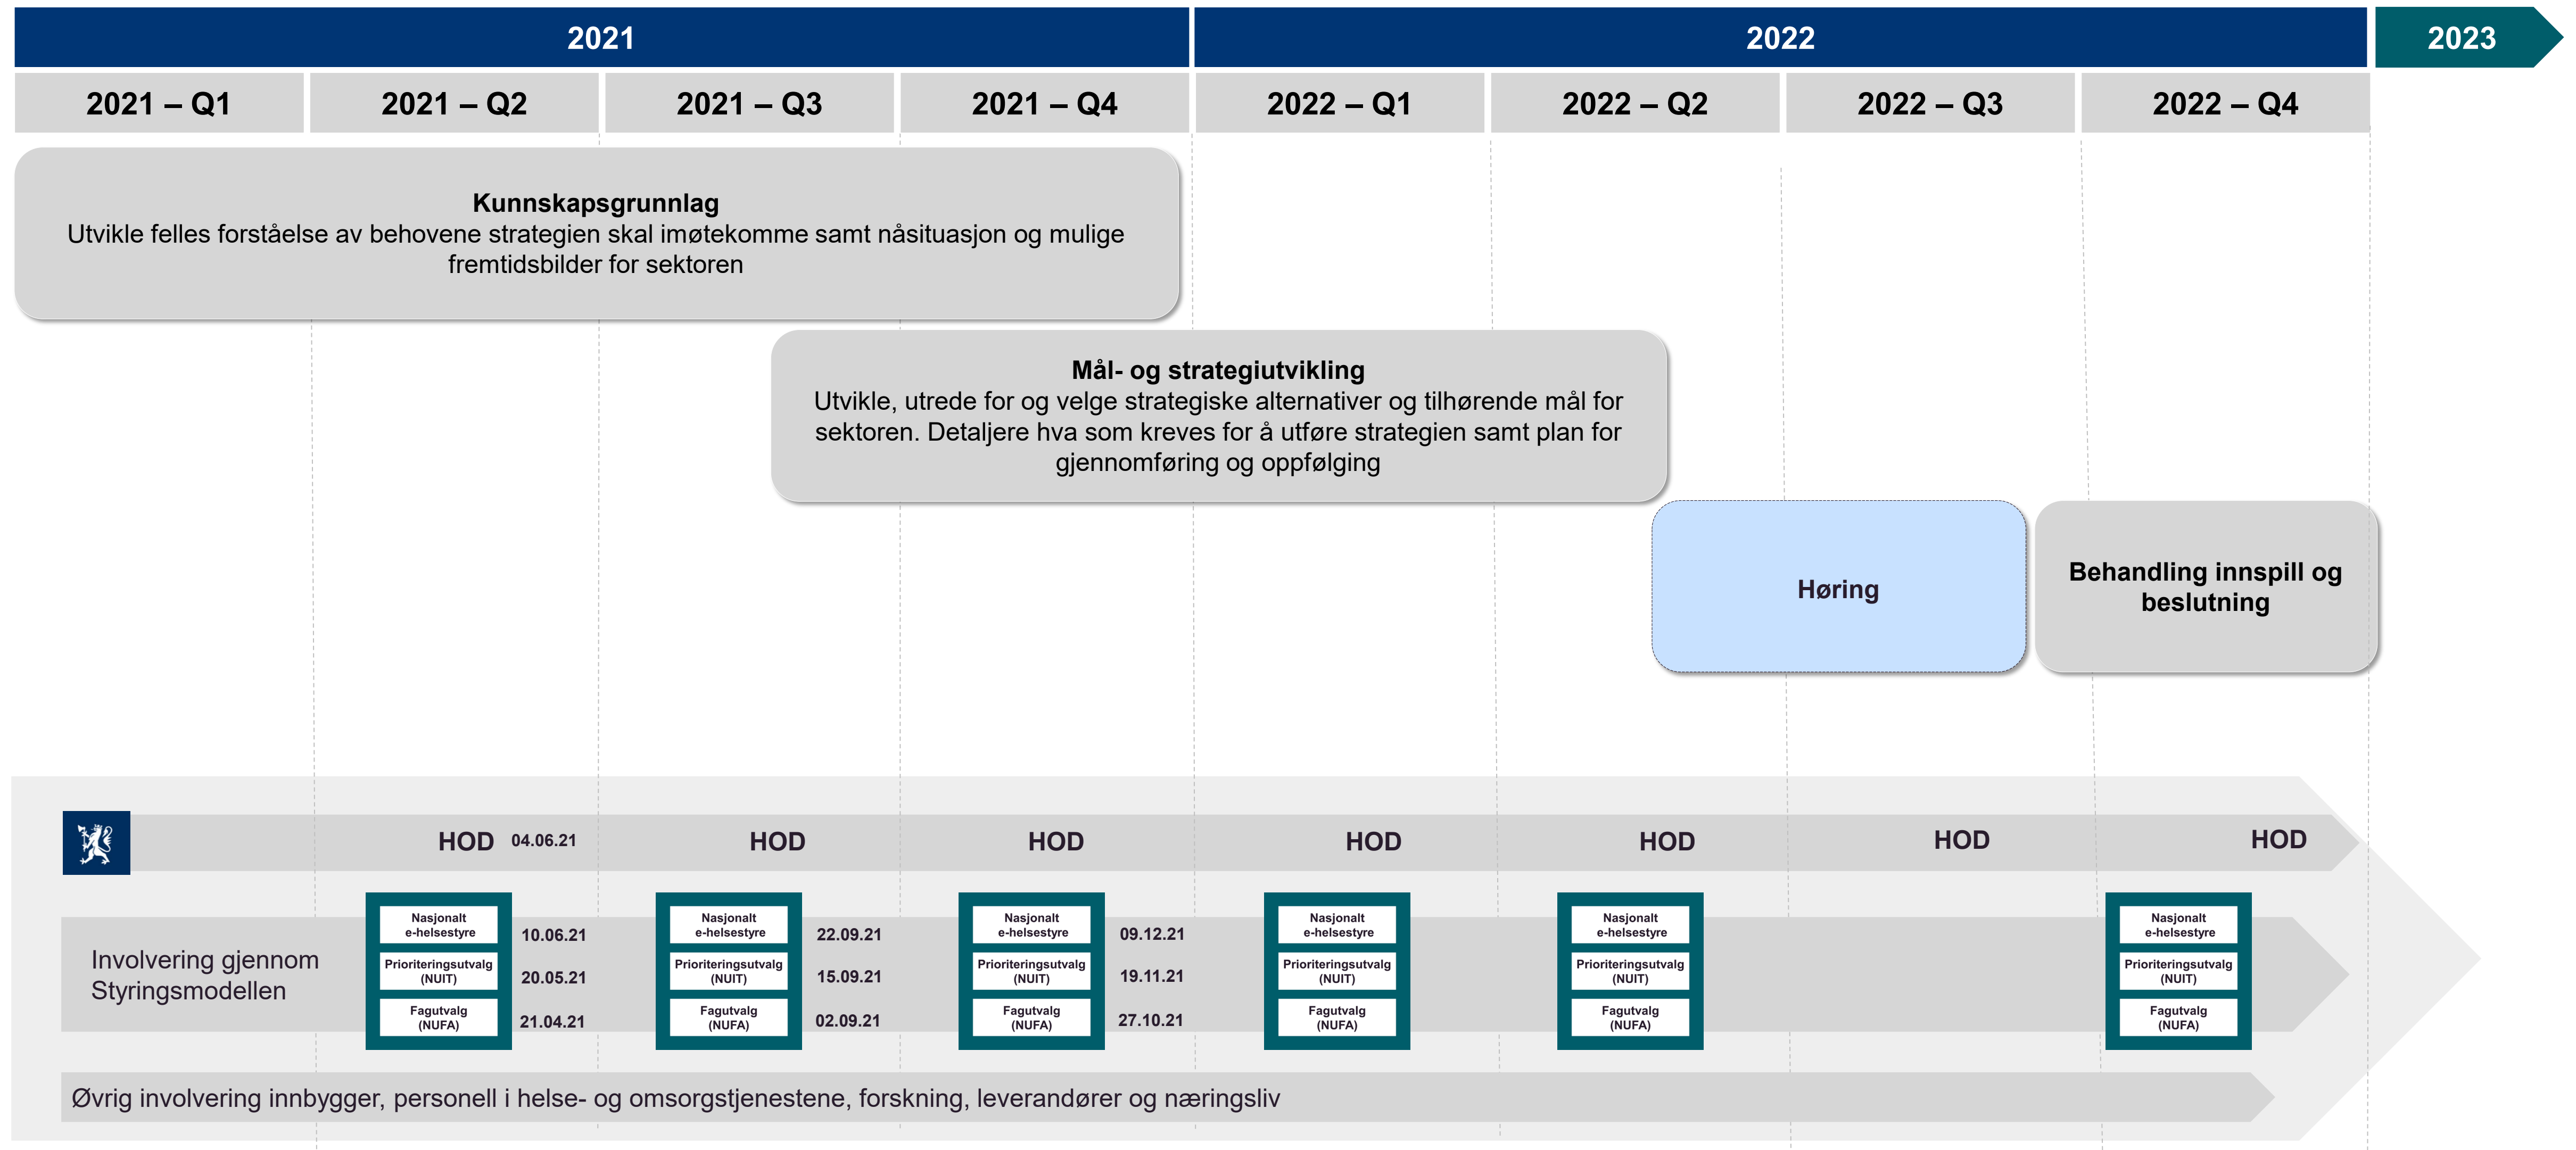 2021
2022
2023
2021 – Q1
2021 – Q2
2021 – Q3
2021 – Q4
2022 – Q1
2022 – Q2
2022 – Q3
2022 – Q4
Kunnskapsgrunnlag
Utvikle felles forståelse av behovene strategien skal imøtekomme samt nåsituasjon og mulige
fremtidsbilder for sektoren
Mål- og strategiutvikling
Utvikle, utrede for og velge strategiske alternativer og tilhørende mål for
sektoren. Detaljere hva som kreves for å utføre strategien samt plan for
gjennomføring og oppfølging
Høring
Behandling innspill og
beslutning
HOD
04.06.21
HOD
HOD
HOD
HOD
HOD
HOD
Involvering gjennom
Styringsmodellen
Nasjonalt
e-helsestyre
10.06.21
Prioriteringsutvalg
(NUIT)
20.05.21
Fagutvalg
(NUFA)
21.04.21
Nasjonalt
e-helsestyre
22.09.21
Prioriteringsutvalg
(NUIT)
15.09.21
Fagutvalg
(NUFA)
02.09.21
Nasjonalt
e-helsestyre
09.12.21
Prioriteringsutvalg
(NUIT)
19.11.21
Fagutvalg
(NUFA)
27.10.21
Nasjonalt
e-helsestyre
Prioriteringsutvalg
(NUIT)
Fagutvalg
(NUFA)
Nasjonalt
e-helsestyre
Prioriteringsutvalg
(NUIT)
Fagutvalg
(NUFA)
Nasjonalt
e-helsestyre
Prioriteringsutvalg
(NUIT)
Fagutvalg
(NUFA)
Øvrig involvering innbygger, personell i helse- og omsorgstjenestene, forskning, leverandører og næringsliv